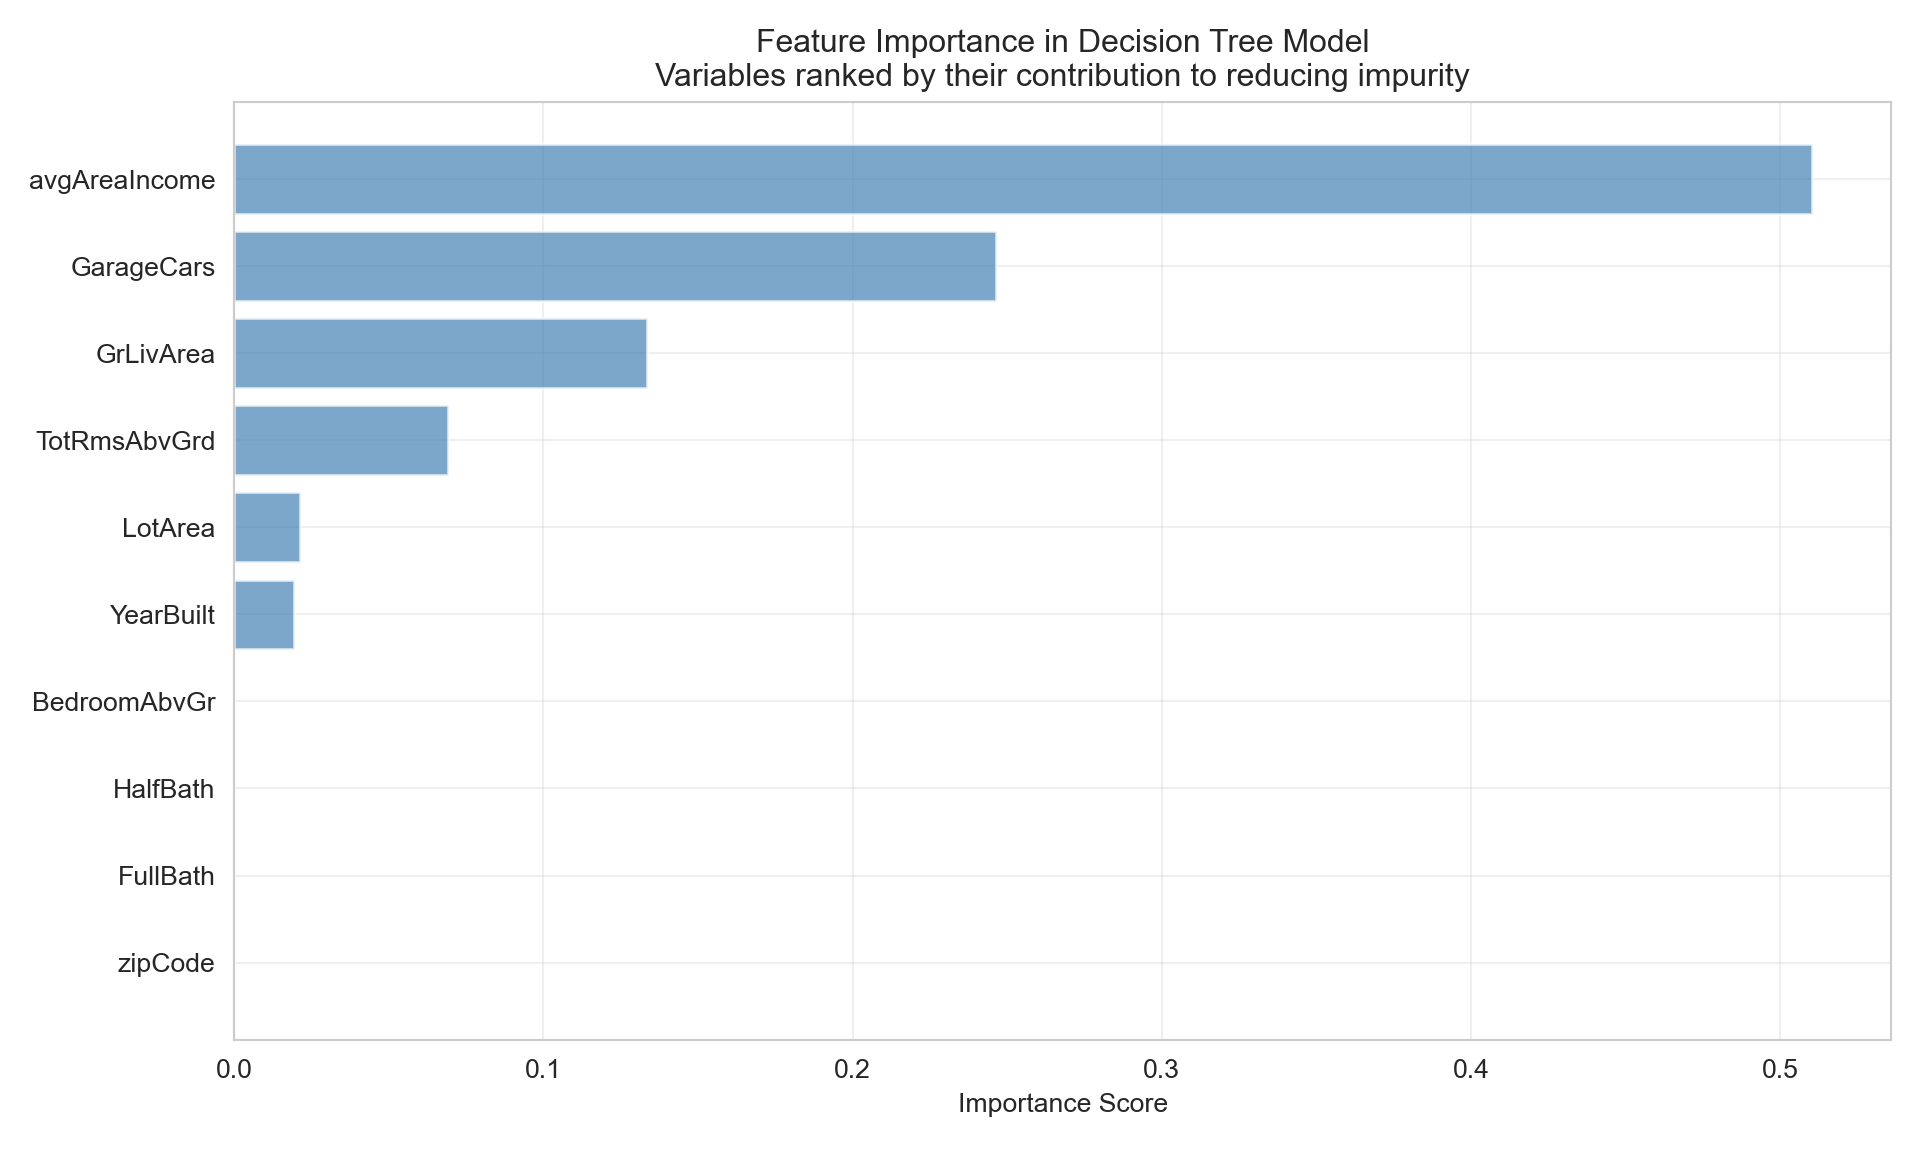 Feature Importance in Decision Tree Model
Variables ranked by their contribution to reducing impurity
avgAreaIncome
GarageCars
GrLivArea
TotRmsAbvGrd
LotArea
YearBuilt
BedroomAbvGr
HalfBath
FullBath
zipCode
0.0 0.1 0.2 0.3 0.4 0.5
Importance Score